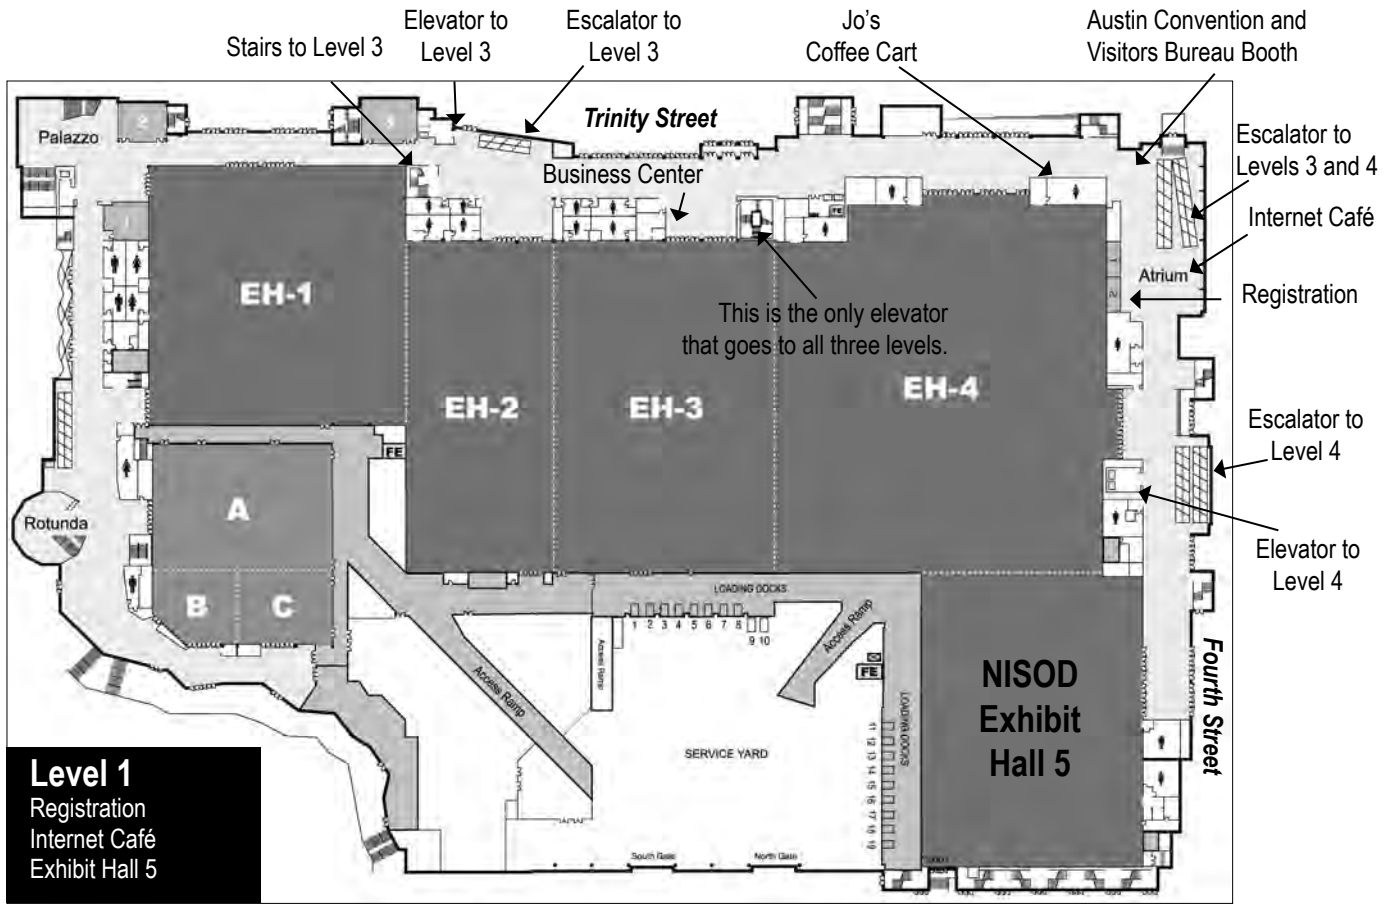 Stairs to Level 3
Elevator to
Level 3
Escalator to
Level 3
Jo's
Coffee Cart
Austin Convention and
Visitors Bureau Booth
Trinity Street
Palazzo
2
3
Escalator to
Levels 3 and 4
Business Center
FE
Internet Café
1
1
Atrium
2
Registration
EH-1
This is the only elevator
that goes to all three levels.
EH-2
EH-3
EH-4
Escalator to
Level 4
FE
A
Rotunda
Elevator to
Level 4
B
C
LOADING DOCKS
1 2 3 4 5 6 7 8
9 10
Access Ramp
Access Ramp
Access Ramp
FE
LOADING DOCKS
NISOD
Exhibit
Hall 5
Fourth Street
11
12
13
14
15
16
17
18
19
SERVICE YARD
Level 1
Registration
Internet Café
Exhibit Hall 5
South Gate
North Gate